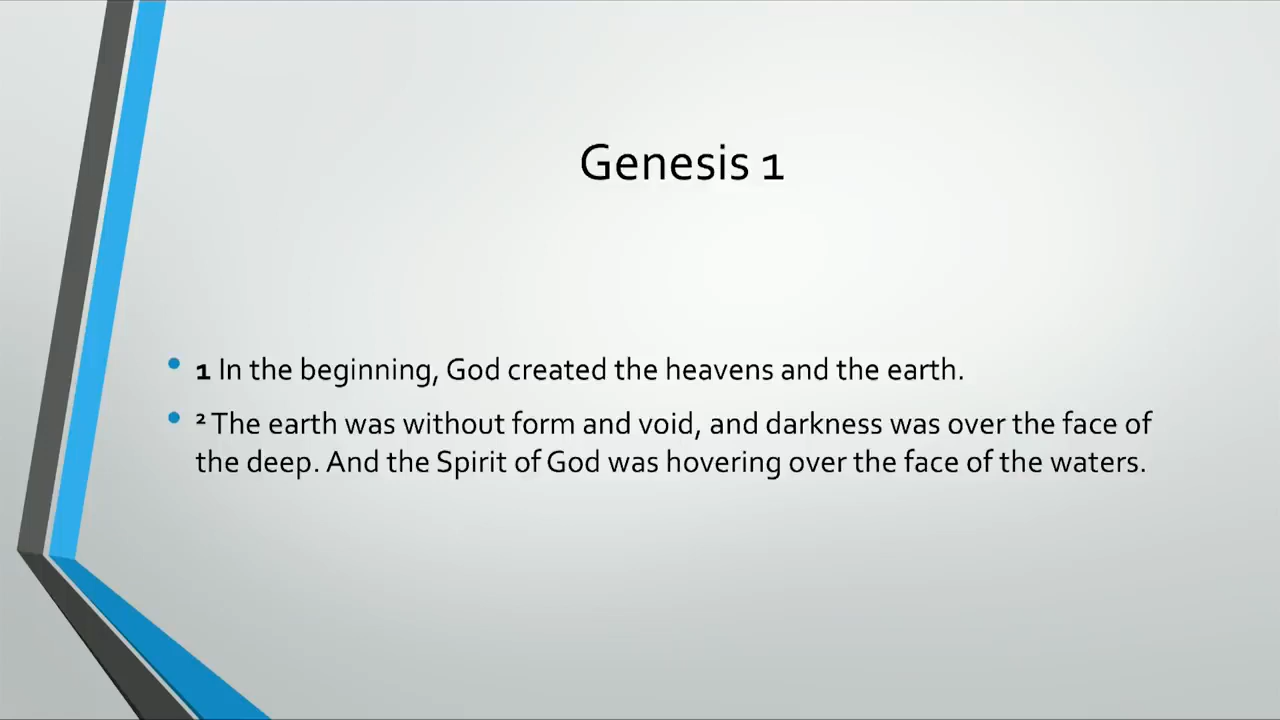 Genesis 1
• 1 In the beginning, God created the heavens and the earth.
• ² The earth was without form and void, and darkness was over the face of
the deep. And the Spirit of God was hovering over the face of the waters.